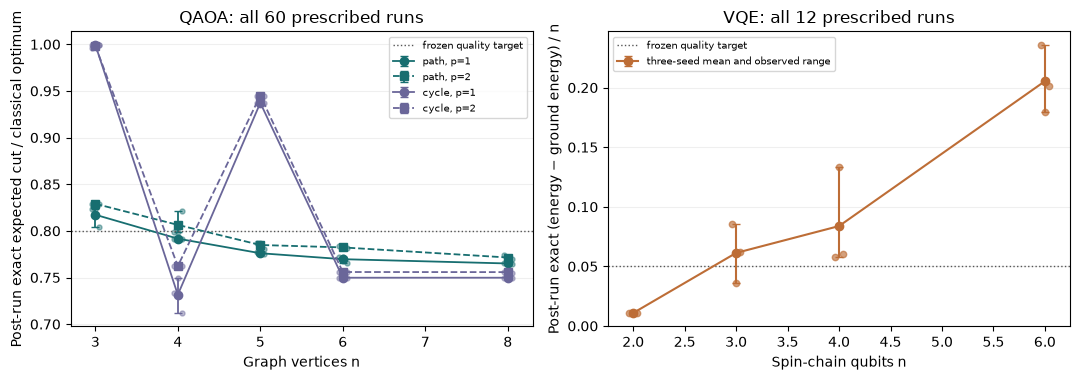 QAOA: all 60 prescribed runs
Post-run exact expected cut / classical optimum
1.00
0.95
0.90
0.85
0.80
0.75
0.70
frozen quality target
path, p=1
path, p=2
cycle, p=1
cycle, p=2
3
4
5
6
7
8
Graph vertices n
VQE: all 12 prescribed runs
Post-run exact (energy − ground energy) / n
0.20
0.15
0.10
0.05
0.00
frozen quality target
three-seed mean and observed range
2.0
2.5
3.0
3.5
4.0
4.5
5.0
5.5
6.0
Spin-chain qubits n